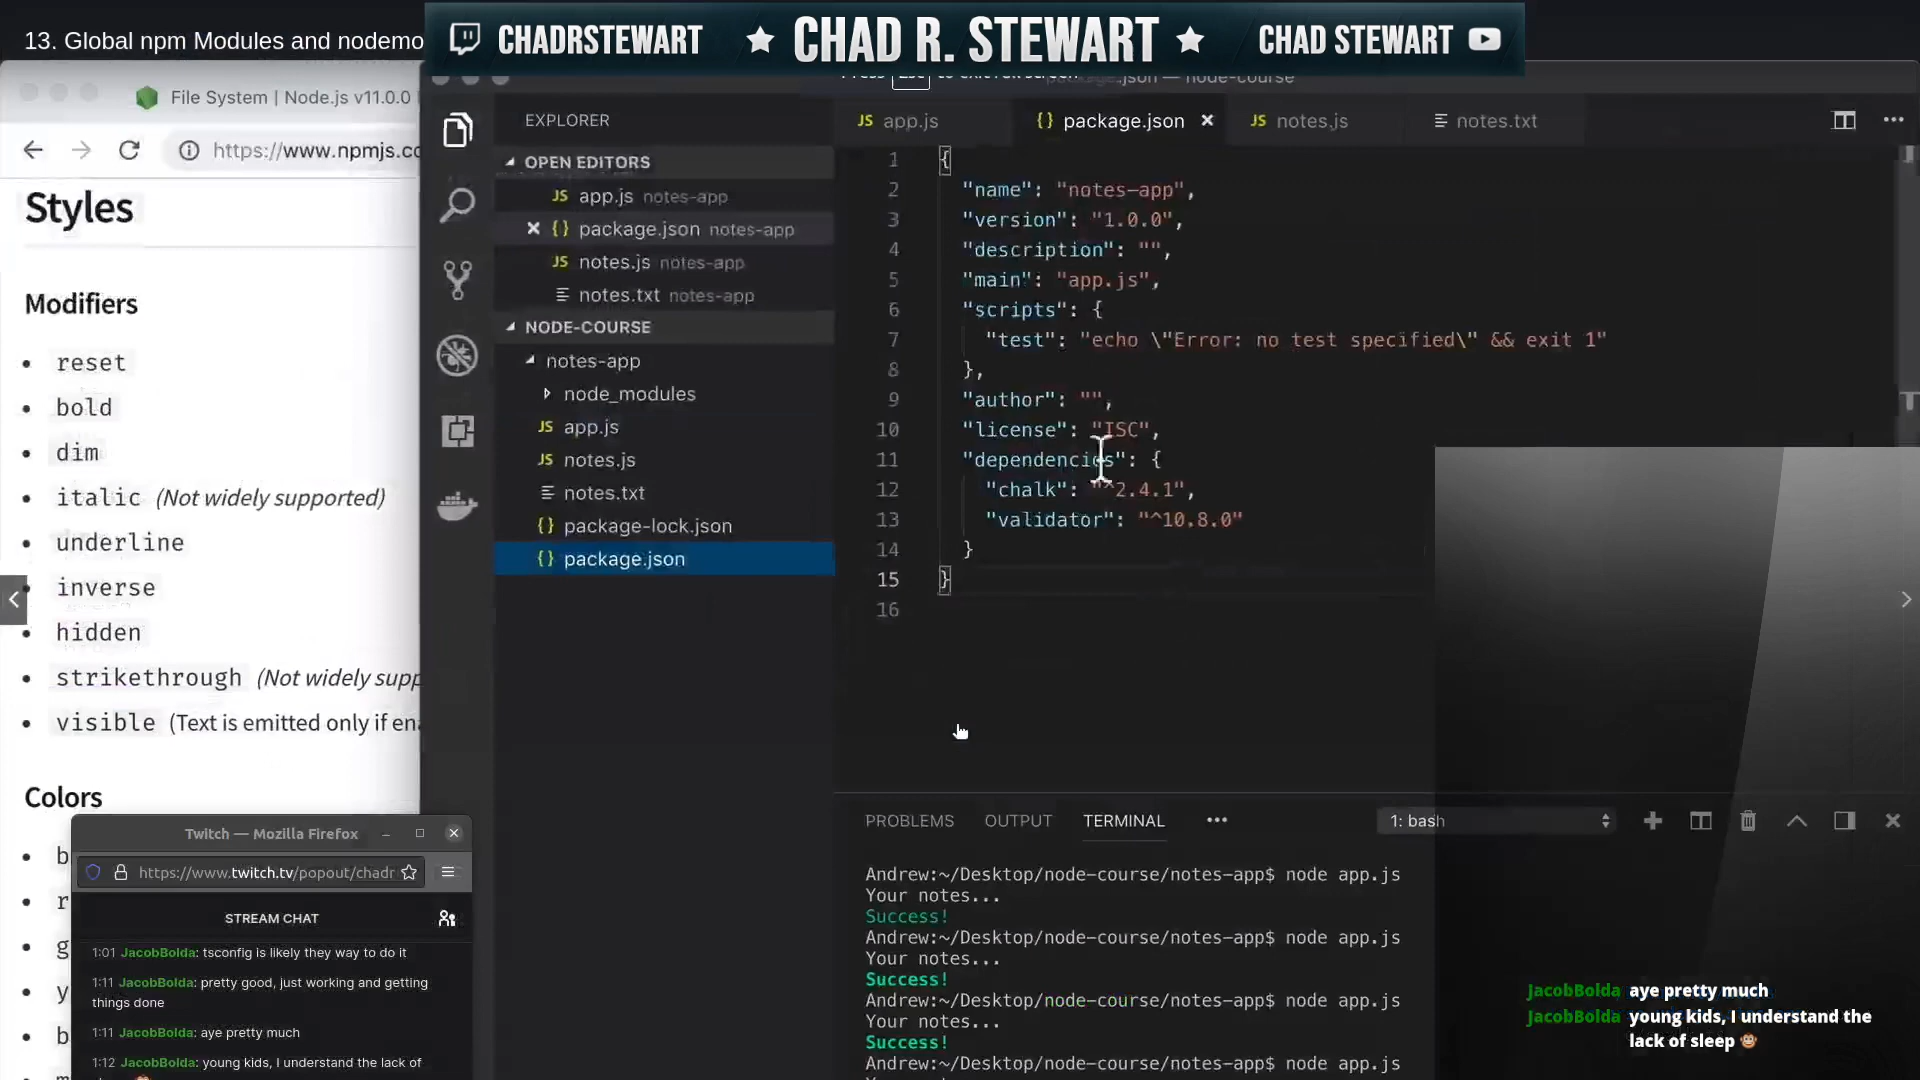 13. Global npm Modules and nodemo
CHADRSTEWART
CHAD R. STEWART
CHAD STEWART
File System | Node.js v11.0.0
package.json — node-course
https://www.npmjs.co
Styles
Modifiers
reset
bold
dim
italic (Not widely supported)
underline
inverse
hidden
strikethrough (Not widely supp
visible (Text is emitted only if ena
Colors
b
r
g
y
b
EXPLORER
OPEN EDITORS
JS app.js notes-app
{} package.json notes-app
JS notes.js notes-app
notes.txt notes-app
NODE-COURSE
notes-app
node_modules
JS app.js
JS notes.js
notes.txt
{} package-lock.json
{} package.json
JS app.js
{} package.json
JS notes.js
notes.txt
1 {
2 "name": "notes-app",
3 "version": "1.0.0",
4 "description": "",
5 "main": "app.js",
6 "scripts": {
7 "test": "echo \"Error: no test specified\" && exit 1"
8 },
9 "author": "",
10 "license": "ISC",
11 "dependencies": {
12 "chalk": "^2.4.1",
13 "validator": "^10.8.0"
14 }
15 }
16
PROBLEMS OUTPUT TERMINAL ••• 1: bash
Andrew:~/Desktop/node-course/notes-app$ node app.js
Your notes...
Success!
Andrew:~/Desktop/node-course/notes-app$ node app.js
Your notes...
Success!
Andrew:~/Desktop/node-course/notes-app$ node app.js
Your notes...
Success!
Andrew:~/Desktop/node-course/notes-app$ node app.js
Twitch — Mozilla Firefox
https://www.twitch.tv/popout/chadr
STREAM CHAT
1:01 JacobBolda: tsconfig is likely they way to do it
1:11 JacobBolda: pretty good, just working and getting
things done
1:11 JacobBolda: aye pretty much
1:12 JacobBolda: young kids, I understand the lack of
JacobBolda aye pretty much
JacobBolda young kids, I understand the
lack of sleep 🐵